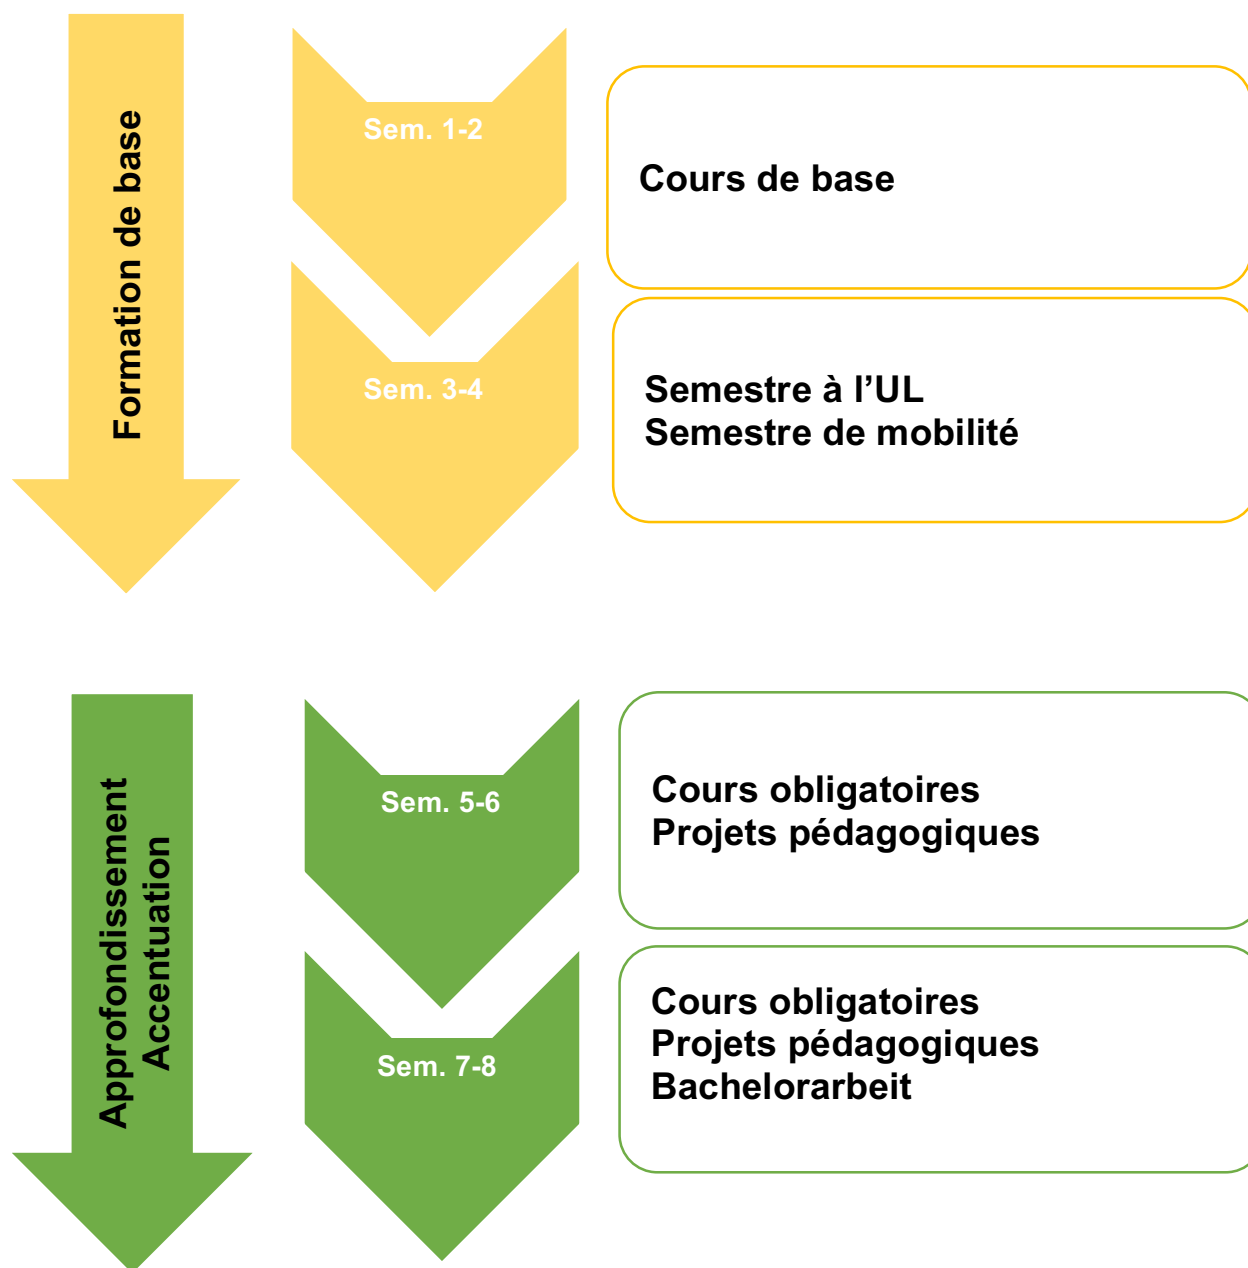 Formation de base
Sem. 1-2
Cours de base
Sem. 3-4
Semestre à l’UL
Semestre de mobilité
Approfondissement
Accentuation
Sem. 5-6
Cours obligatoires
Projets pédagogiques
Sem. 7-8
Cours obligatoires
Projets pédagogiques
Bachelorarbeit